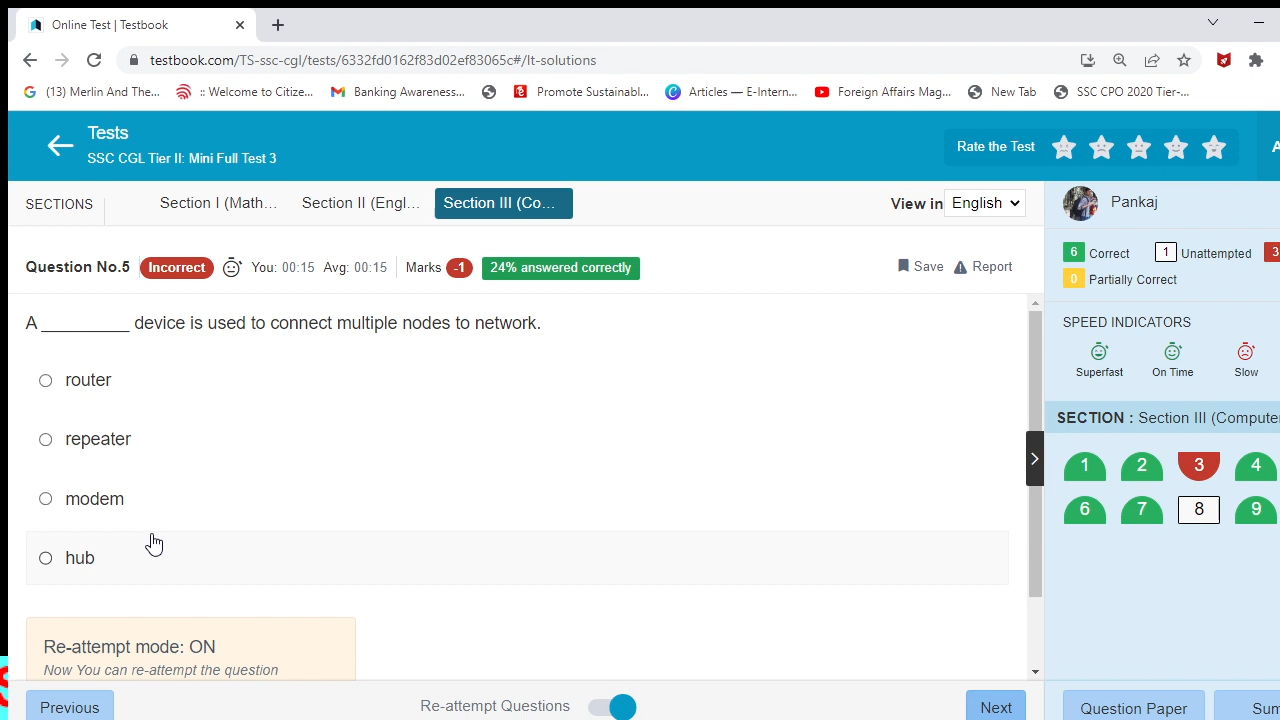 Online Test | Testbook
testbook.com/TS-ssc-cgl/tests/6332fd0162f83d02ef83065c#/lt-solutions
(13) Merlin And The...
:: Welcome to Citize...
Banking Awareness...
Promote Sustainabl...
Articles — E-Intern...
Foreign Affairs Mag...
New Tab
SSC CPO 2020 Tier-...
Tests
SSC CGL Tier II: Mini Full Test 3
Rate the Test
A
SECTIONS
Section I (Math...
Section II (Engl...
Section III (Co...
View in English
Pankaj
Question No.5 Incorrect You: 00:15 Avg: 00:15 Marks -1 24% answered correctly
Save Report
6 Correct 1 Unattempted 3
0 Partially Correct
A _________ device is used to connect multiple nodes to network.
router
repeater
modem
hub
SPEED INDICATORS
Superfast On Time Slow
SECTION : Section III (Computer
1 2 3 4
6 7 8 9
Re-attempt mode: ON
Now You can re-attempt the question
Previous
Re-attempt Questions
Next
Question Paper